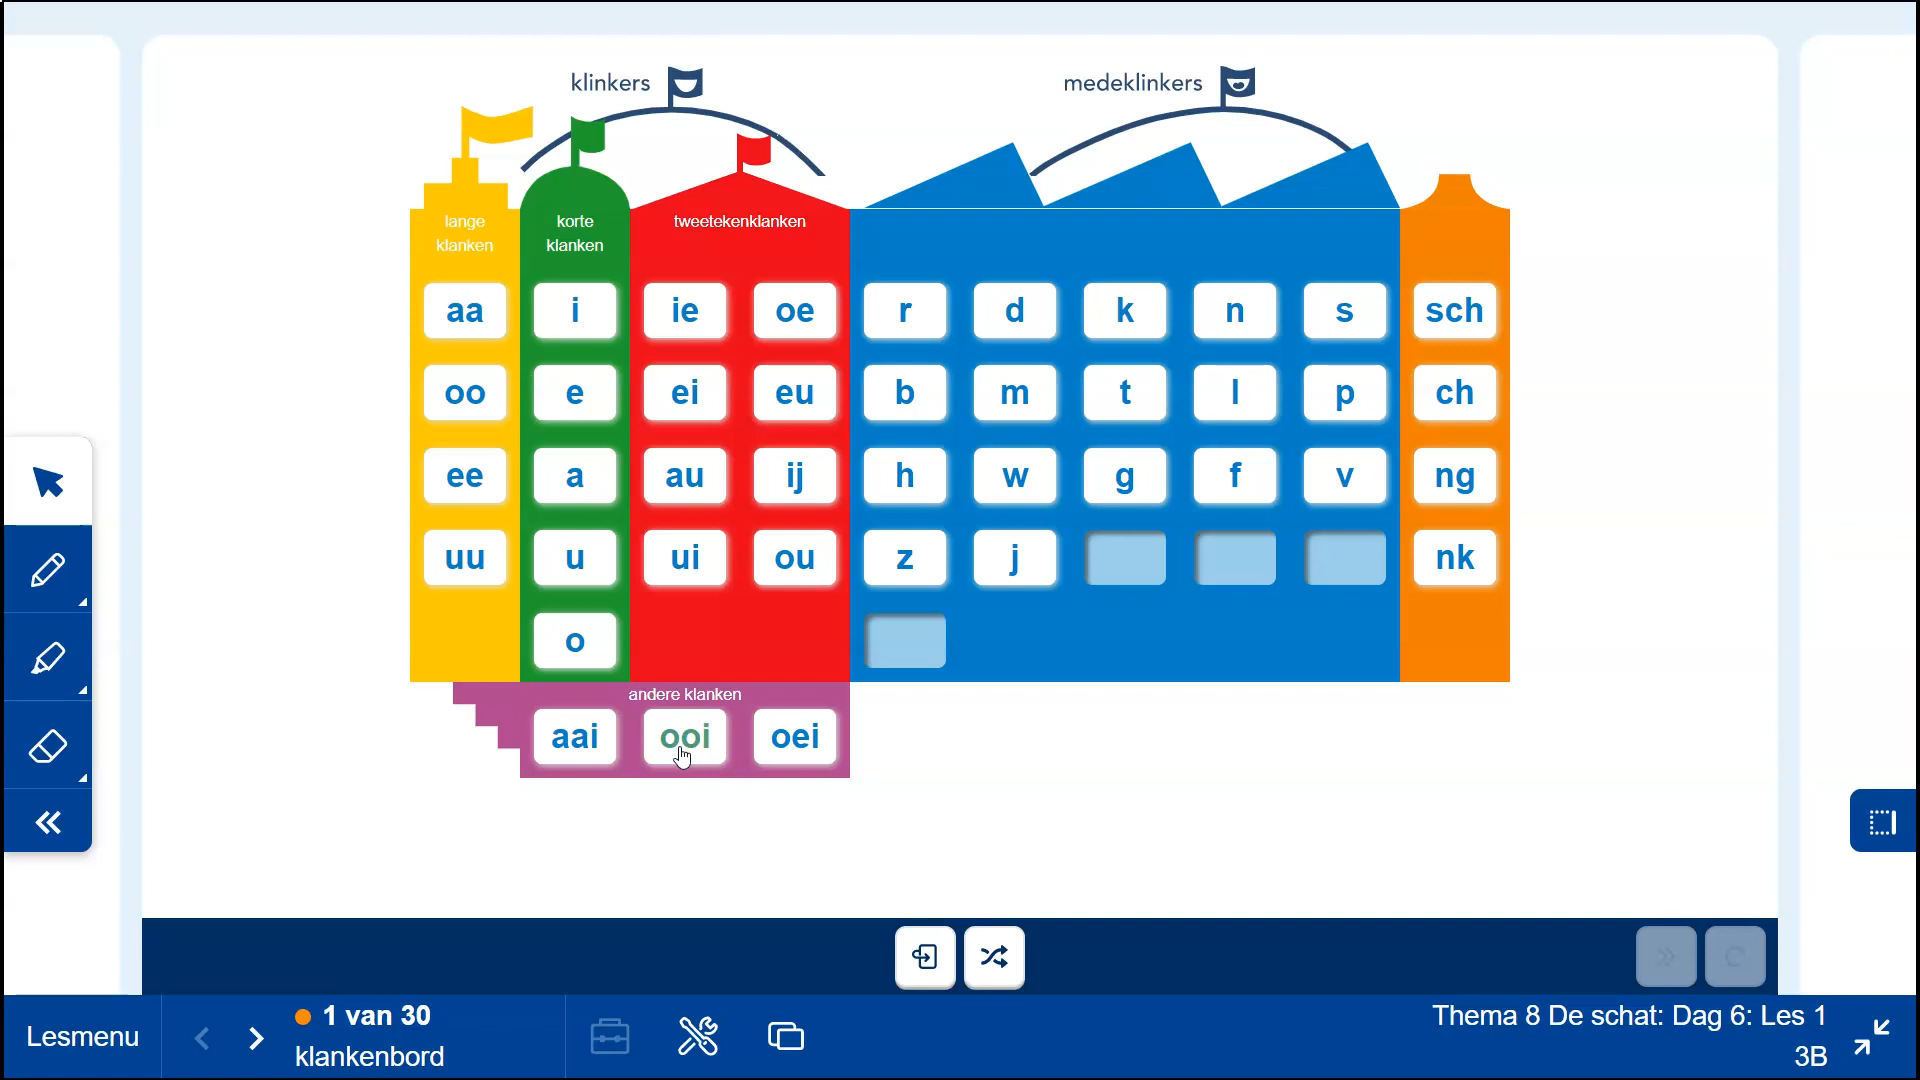 klinkers
medeklinkers
lange klanken
korte klanken
tweetekenklanken
aa i ie oe r d k n s sch
oo e ei eu b m t l p ch
ee a au ij h w g f v ng
uu u ui ou z j nk
o
andere klanken
aai ooi oei
Lesmenu
1 van 30
klankenbord
Thema 8 De schat: Dag 6: Les 1
3B